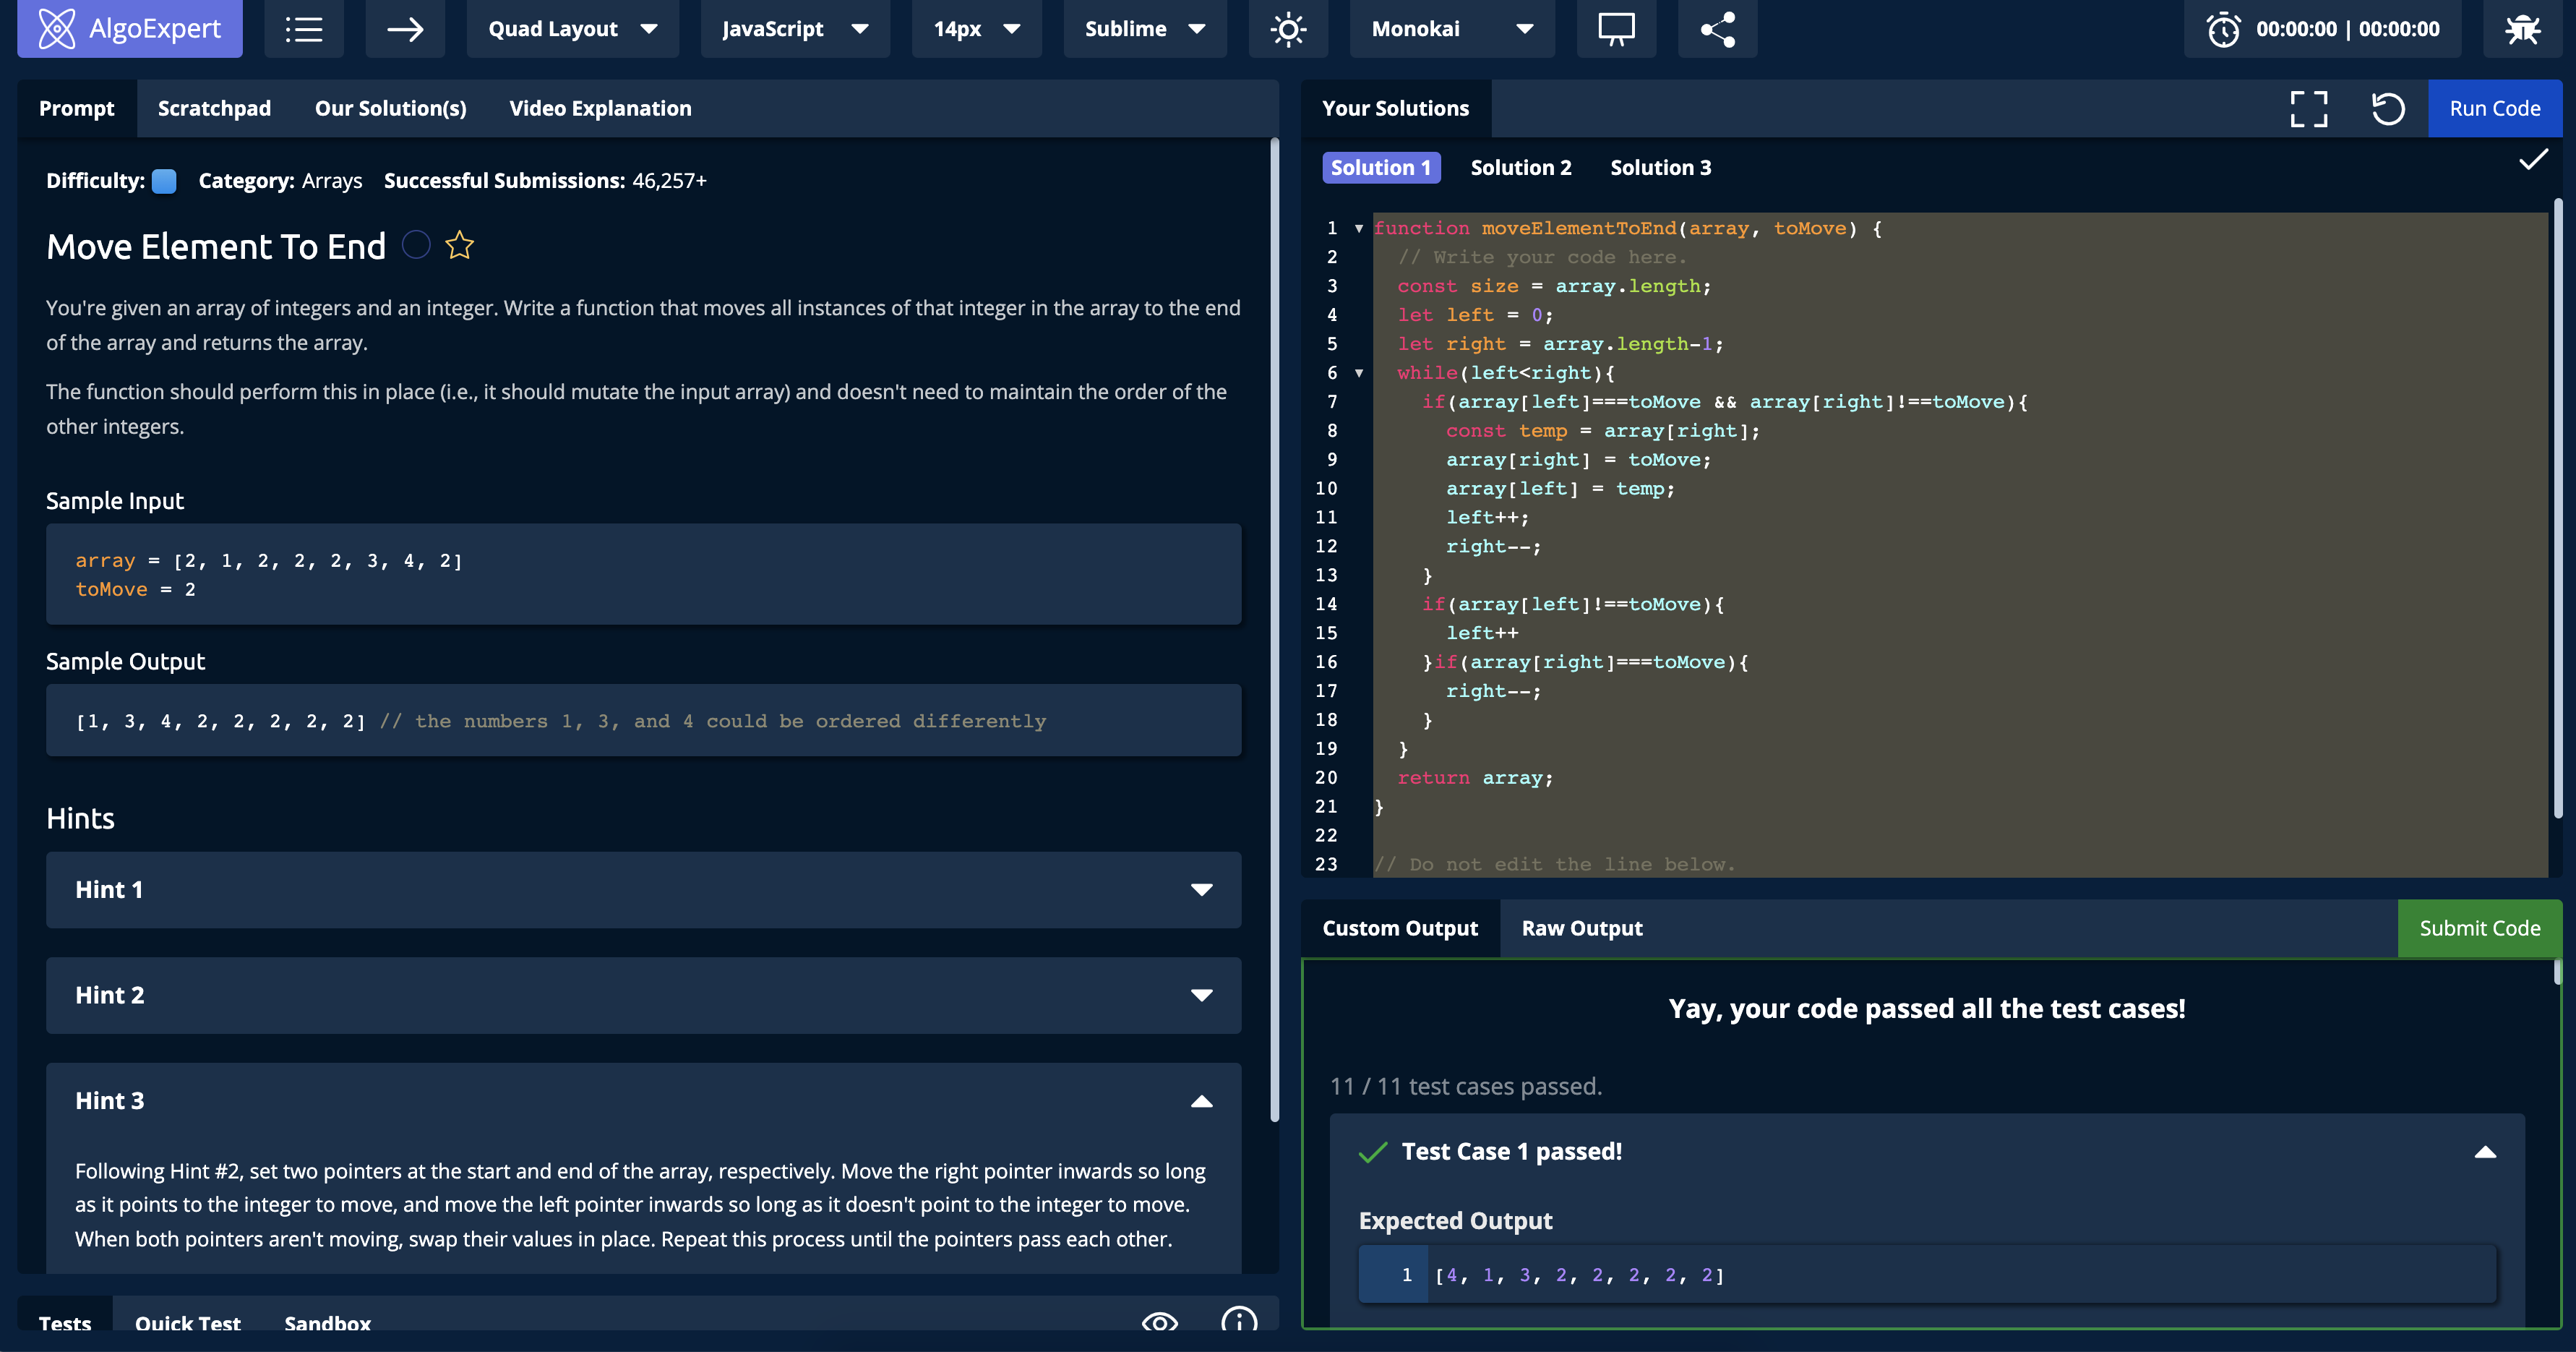 AlgoExpert
Quad Layout
JavaScript
14px
Sublime
Monokai
00:00:00 | 00:00:00
Prompt
Scratchpad
Our Solution(s)
Video Explanation
Difficulty:
Category: Arrays
Successful Submissions: 46,257+
Move Element To End
You're given an array of integers and an integer. Write a function that moves all instances of that integer in the array to the end
of the array and returns the array.
The function should perform this in place (i.e., it should mutate the input array) and doesn't need to maintain the order of the
other integers.
Sample Input
array = [2, 1, 2, 2, 2, 3, 4, 2]
toMove = 2
Sample Output
[1, 3, 4, 2, 2, 2, 2, 2] // the numbers 1, 3, and 4 could be ordered differently
Hints
Hint 1
Hint 2
Hint 3
Following Hint #2, set two pointers at the start and end of the array, respectively. Move the right pointer inwards so long
as it points to the integer to move, and move the left pointer inwards so long as it doesn't point to the integer to move.
When both pointers aren't moving, swap their values in place. Repeat this process until the pointers pass each other.
Tests
Quick Test
Sandbox
Your Solutions
Run Code
Solution 1
Solution 2
Solution 3
1 function moveElementToEnd(array, toMove) {
2 // Write your code here.
3 const size = array.length;
4 let left = 0;
5 let right = array.length-1;
6 while(left<right){
7 if(array[left]===toMove && array[right]!==toMove){
8 const temp = array[right];
9 array[right] = toMove;
10 array[left] = temp;
11 left++;
12 right--;
13 }
14 if(array[left]!==toMove){
15 left++
16 }if(array[right]===toMove){
17 right--;
18 }
19 }
20 return array;
21 }
22
23 // Do not edit the line below.
Custom Output
Raw Output
Submit Code
Yay, your code passed all the test cases!
11 / 11 test cases passed.
Test Case 1 passed!
Expected Output
1 [4, 1, 3, 2, 2, 2, 2, 2]